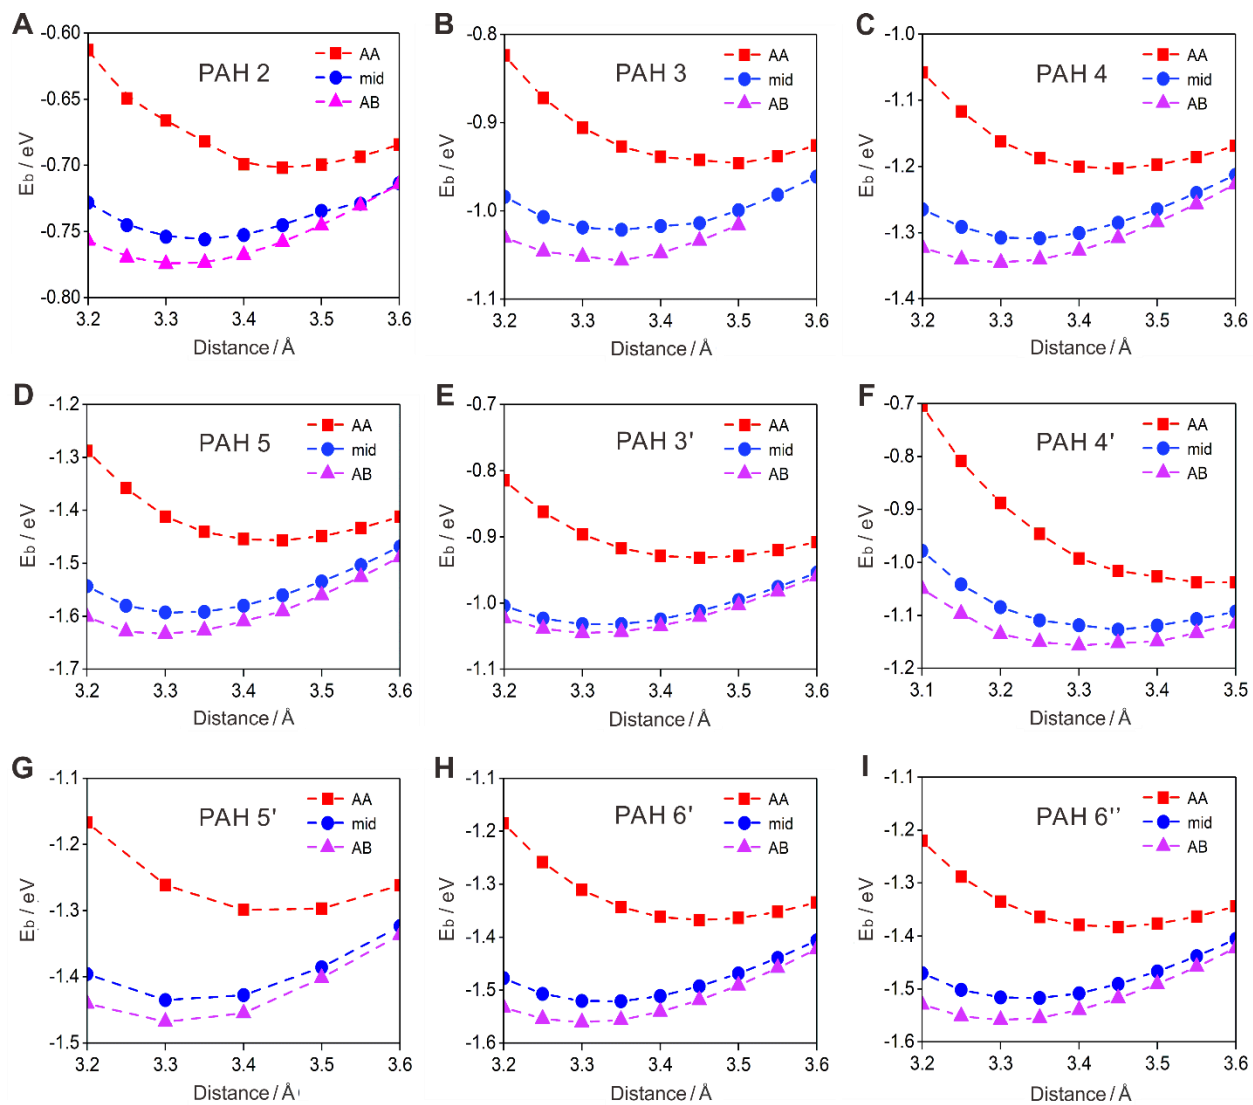 A
-0.60
-0.65
-0.70
-0.75
-0.80
Eb / eV
PAH 2
AA
mid
AB
3.2 3.3 3.4 3.5 3.6
Distance / Å
B
-0.8
-0.9
-1.0
-1.1
Eb / eV
PAH 3
AA
mid
AB
3.2 3.3 3.4 3.5 3.6
Distance / Å
C
-1.0
-1.1
-1.2
-1.3
-1.4
Eb / eV
PAH 4
AA
mid
AB
3.2 3.3 3.4 3.5 3.6
Distance / Å
D
-1.2
-1.3
-1.4
-1.5
-1.6
-1.7
Eb / eV
PAH 5
AA
mid
AB
3.2 3.3 3.4 3.5 3.6
Distance / Å
E
-0.7
-0.8
-0.9
-1.0
-1.1
Eb / eV
PAH 3'
AA
mid
AB
3.2 3.3 3.4 3.5 3.6
Distance / Å
F
-0.7
-0.8
-0.9
-1.0
-1.1
-1.2
Eb / eV
PAH 4'
AA
mid
AB
3.1 3.2 3.3 3.4 3.5
Distance / Å
G
-1.1
-1.2
-1.3
-1.4
-1.5
Eb / eV
PAH 5'
AA
mid
AB
3.2 3.3 3.4 3.5 3.6
Distance / Å
H
-1.1
-1.2
-1.3
-1.4
-1.5
-1.6
Eb / eV
PAH 6'
AA
mid
AB
3.2 3.3 3.4 3.5 3.6
Distance / Å
I
-1.1
-1.2
-1.3
-1.4
-1.5
-1.6
Eb / eV
PAH 6''
AA
mid
AB
3.2 3.3 3.4 3.5 3.6
Distance / Å